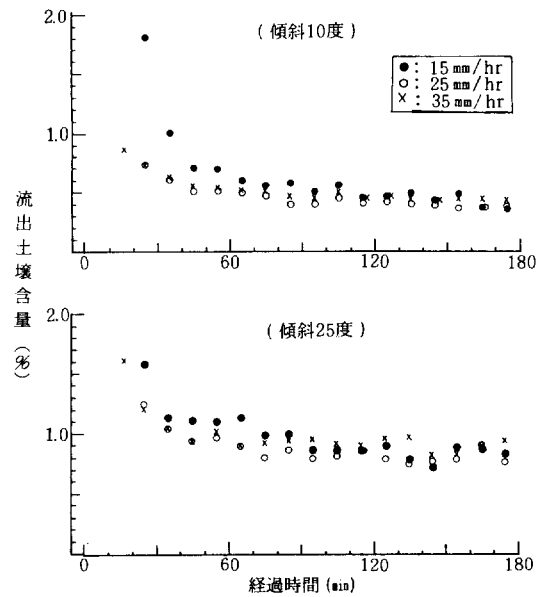 2.0
(傾斜10度)
●: 15 mm/hr
○: 25 mm/hr
×: 35 mm/hr
1.0
0 60 120 180
流出土壌含量 (%)
2.0
(傾斜25度)
1.0
0 60 120 180
経過時間 (min)